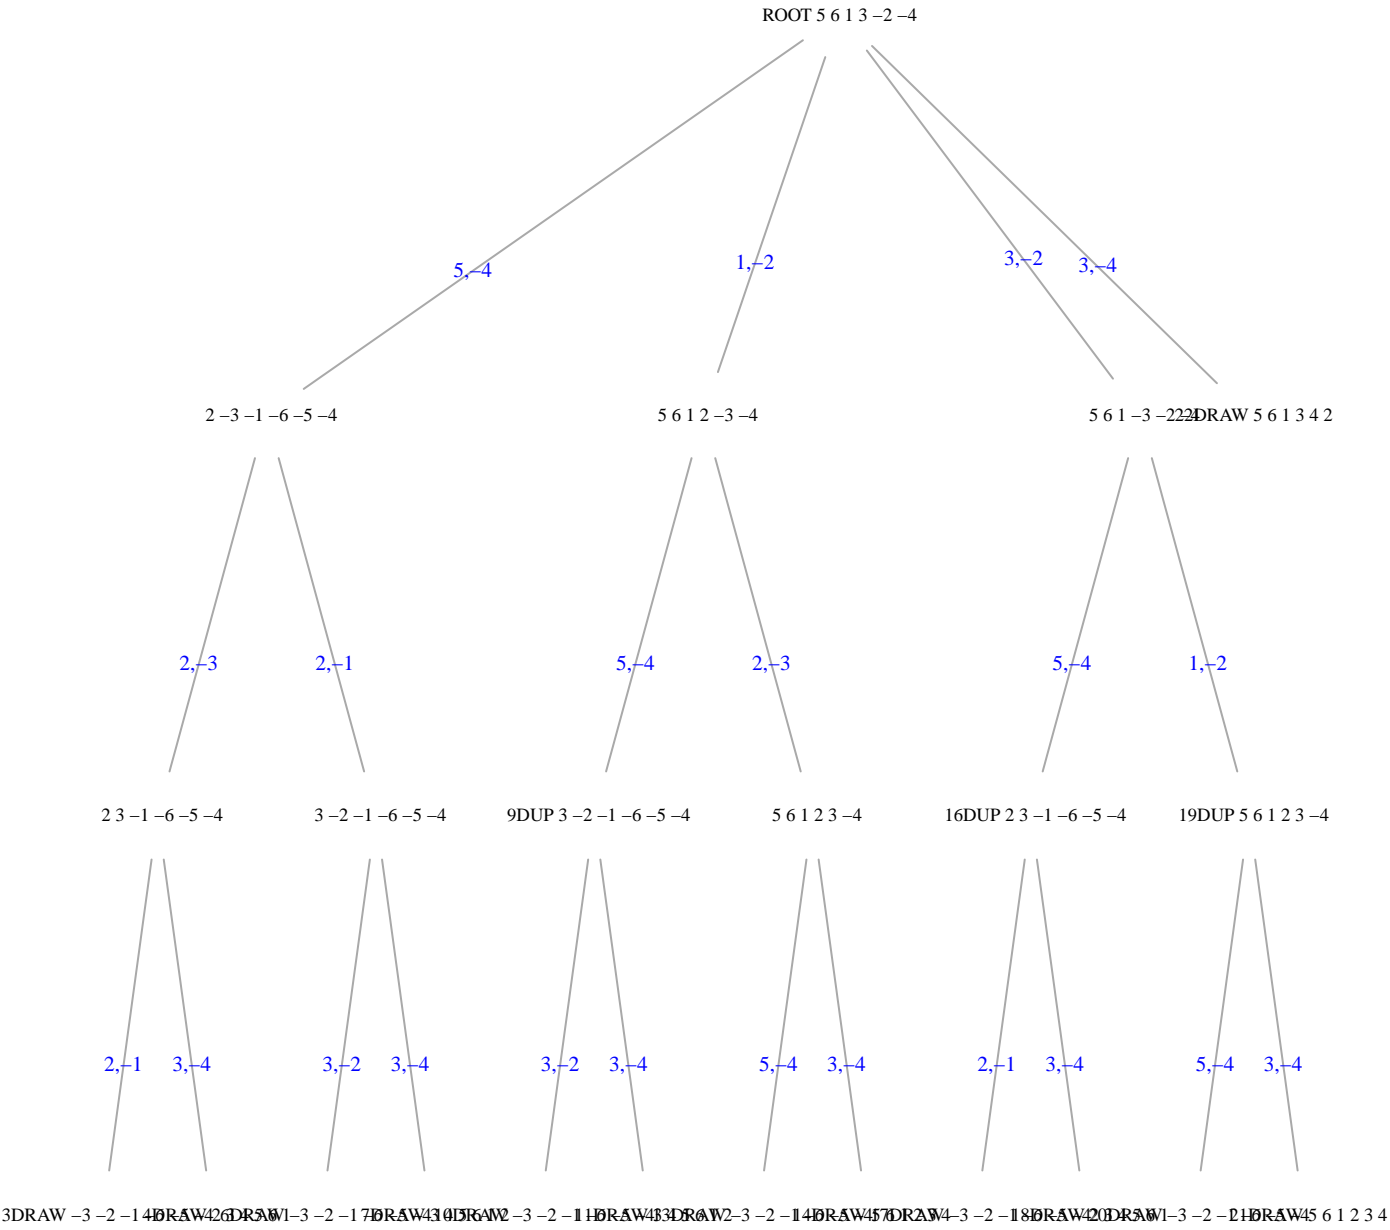 ROOT 5 6 1 3 –2 –4
5,–4
1,–2
3,–2
3,–4
2 –3 –1 –6 –5 –4
5 6 1 2 –3 –4
5 6 1 –3 –2 –4
22DRAW 5 6 1 3 4 2
2,–3
2,–1
5,–4
2,–3
5,–4
1,–2
2 3 –1 –6 –5 –4
3 –2 –1 –6 –5 –4
9DUP 3 –2 –1 –6 –5 –4
5 6 1 2 3 –4
16DUP 2 3 –1 –6 –5 –4
19DUP 5 6 1 2 3 –4
2,–1
3,–4
3,–2
3,–4
3,–2
3,–4
5,–4
3,–4
2,–1
3,–4
5,–4
3,–4
3DRAW –3 –2 –1
5 6 1 2 3 4